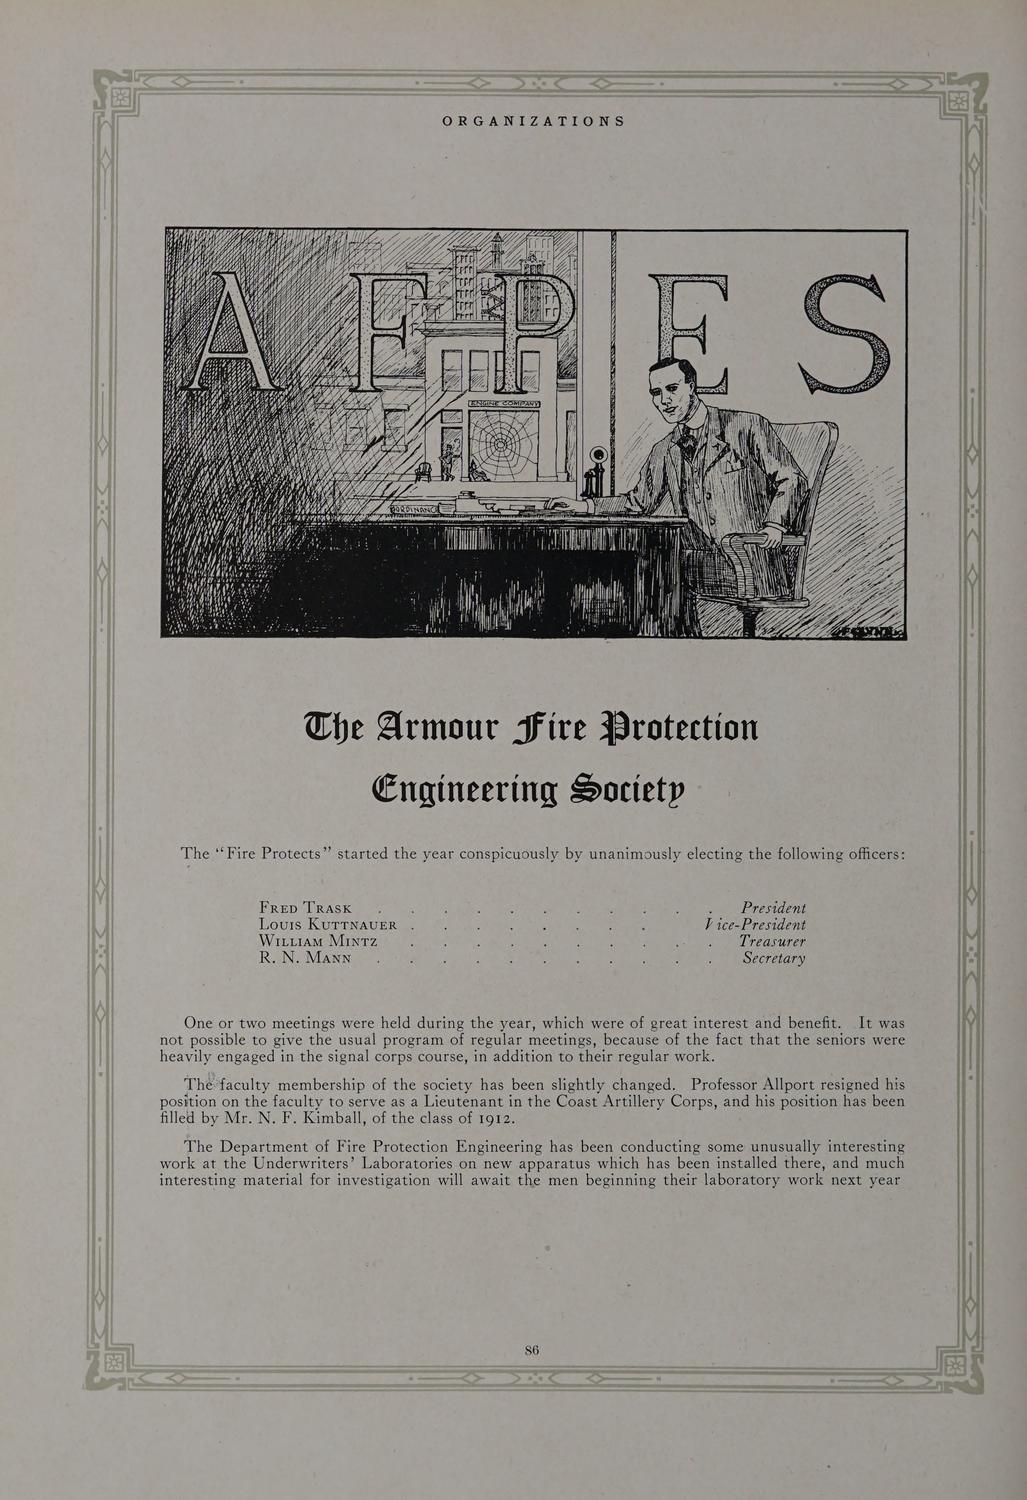 ORGANIZATIONS
A F P E S
ENGINE COMPANY
The Armour Fire Protection
Engineering Society
The “Fire Protects” started the year conspicuously by unanimously electing the following officers:
FRED TRASK . . . . . . . . . . . President
LOUIS KUTTNAUER . . . . . . . . Vice-President
WILLIAM MINTZ . . . . . . . . . . Treasurer
R. N. MANN . . . . . . . . . . . Secretary
One or two meetings were held during the year, which were of great interest and benefit. It was
not possible to give the usual program of regular meetings, because of the fact that the seniors were
heavily engaged in the signal corps course, in addition to their regular work.
The faculty membership of the society has been slightly changed. Professor Allport resigned his
position on the faculty to serve as a Lieutenant in the Coast Artillery Corps, and his position has been
filled by Mr. N. F. Kimball, of the class of 1912.
The Department of Fire Protection Engineering has been conducting some unusually interesting
work at the Underwriters’ Laboratories on new apparatus which has been installed there, and much
interesting material for investigation will await the men beginning their laboratory work next year
86